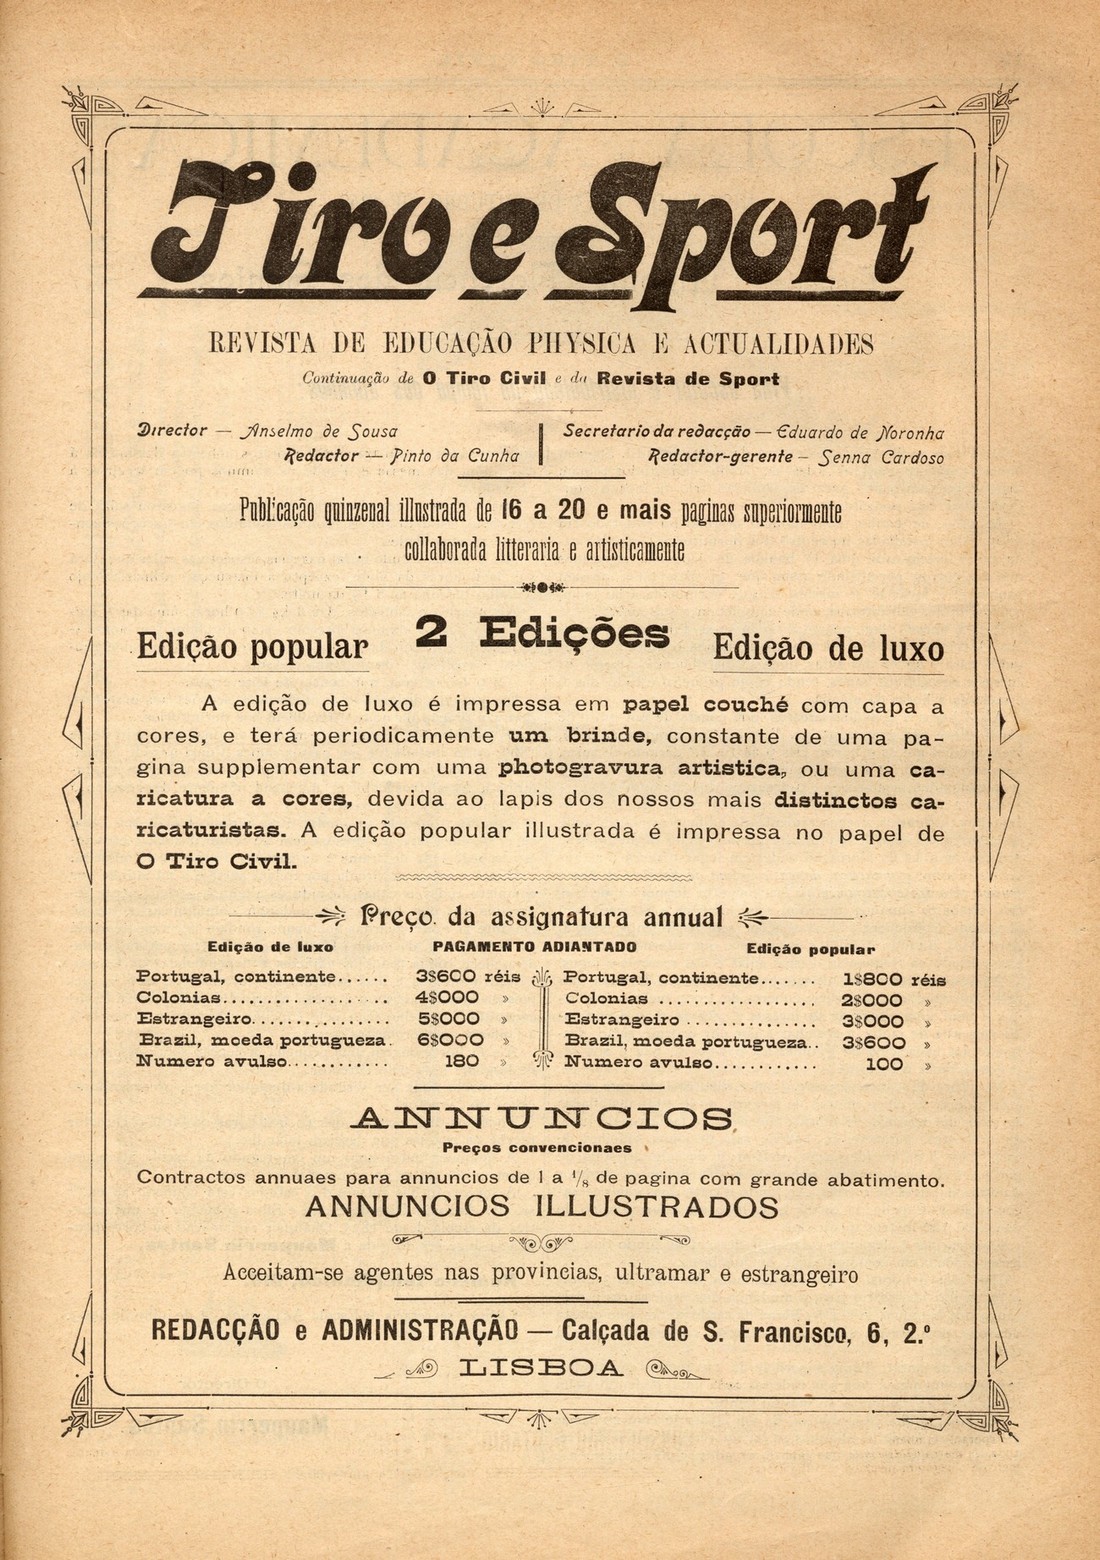 Tiro e Sport
REVISTA DE EDUCAÇÃO PHYSICA E ACTUALIDADES
Continuação de O Tiro Civil e da Revista de Sport
Director — Anselmo de Sousa
Redactor — Pinto da Cunha
Secretario da redacção — Eduardo de Noronha
Redactor-gerente — Senna Cardoso
Publicação quinzenal illustrada de 16 a 20 e mais paginas superiormente
collaborada litteraria e artisticamente
Edição popular 2 Edições Edição de luxo
A edição de luxo é impressa em papel couché com capa a
cores, e terá periodicamente um brinde, constante de uma pa-
gina supplementar com uma photogravura artistica, ou uma ca-
ricatura a cores, devida ao lapis dos nossos mais distinctos ca-
ricaturistas. A edição popular illustrada é impressa no papel de
O Tiro Civil.
Preço da assignatura annual
Edição de luxo PAGAMENTO ADIANTADO Edição popular
Portugal, continente...... 3$600 réis
Colonias.................. 4$000 »
Estrangeiro............... 5$000 »
Brazil, moeda portugueza. 6$000 »
Numero avulso............ 180 »
Portugal, continente....... 1$800 réis
Colonias ................. 2$000 »
Estrangeiro .............. 3$000 »
Brazil, moeda portugueza.. 3$600 »
Numero avulso............ 100 »
ANNUNCIOS
Preços convencionaes
Contractos annuaes para annuncios de 1 a 1/8 de pagina com grande abatimento.
ANNUNCIOS ILLUSTRADOS
Acceitam-se agentes nas provincias, ultramar e estrangeiro
REDACÇÃO e ADMINISTRAÇÃO — Calçada de S. Francisco, 6, 2.º
LISBOA